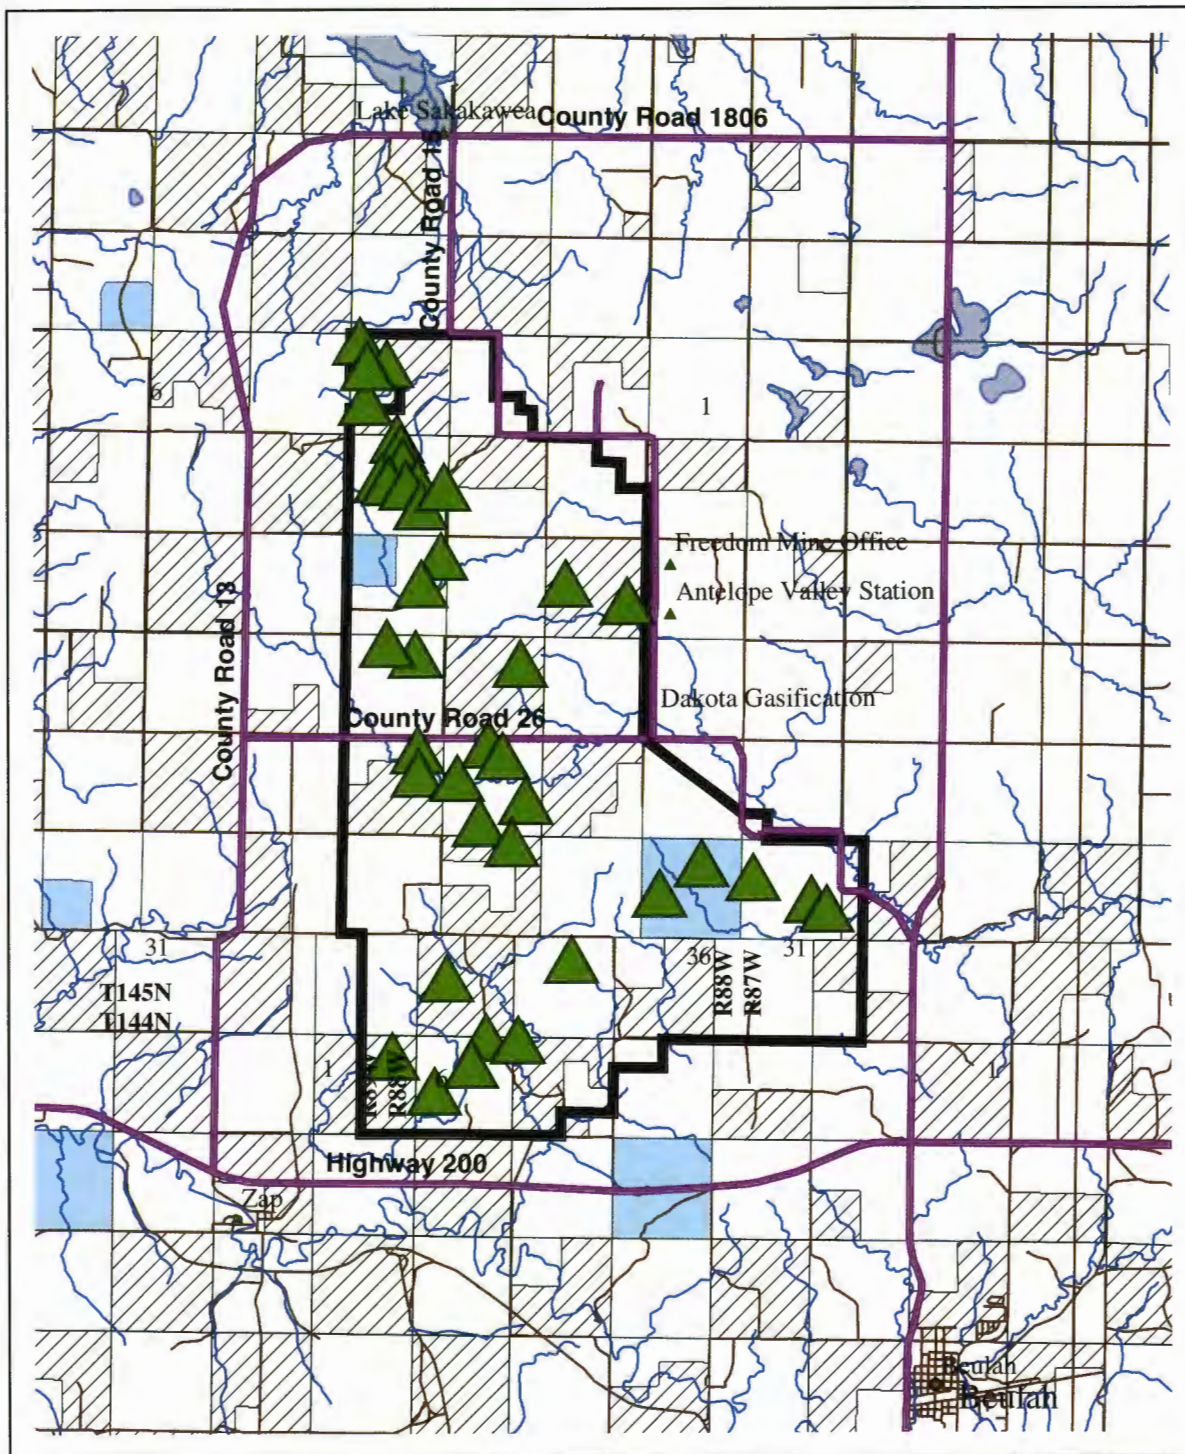 Lake Sakakawea
County Road 1806
County Road 15
6
1
Freedom Mine Office
Antelope Valley Station
County Road 13
Dakota Gasification
County Road 26
31
36
31
T145N
T144N
R88W
R87W
1
R89W
R88W
6
1
Highway 200
Zap
Beulah
Beulah